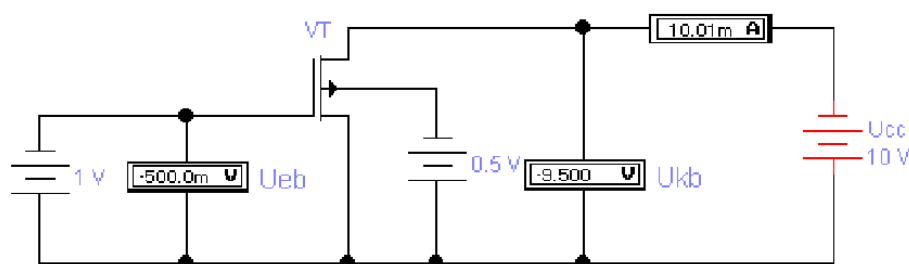 VT
10.01m A
1 V
-500.0m V
Ueb
0.5 V
-9.500 V
Ukb
Ucc
10 V